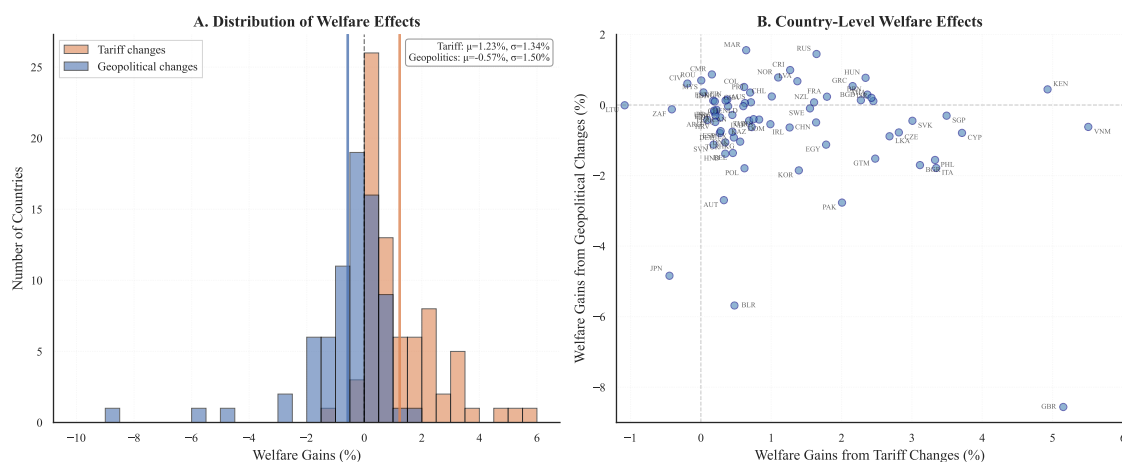 A. Distribution of Welfare Effects
Tariff changes
Geopolitical changes
Tariff: μ=1.23%, σ=1.34%
Geopolitics: μ=-0.57%, σ=1.50%
Number of Countries
25
20
15
10
5
0
−10
−8
−6
−4
−2
0
2
4
6
Welfare Gains (%)
B. Country-Level Welfare Effects
Welfare Gains from Geopolitical Changes (%)
2
0
−2
−4
−6
−8
MAR
RUS
CRI
CMR
ROU
CIV
MYS
NOR
LVA
HUN
GRC
COL
CHL
KEN
NZL
FRA
LTU
ZAF
SWE
SGP
SVK
VNM
IRL
CHN
CZE
CYP
LKA
EGY
SVN
HND
POL
KOR
GTM
PHL
ITA
AUT
PAK
JPN
BLR
GBR
−1
0
1
2
3
4
5
6
Welfare Gains from Tariff Changes (%)